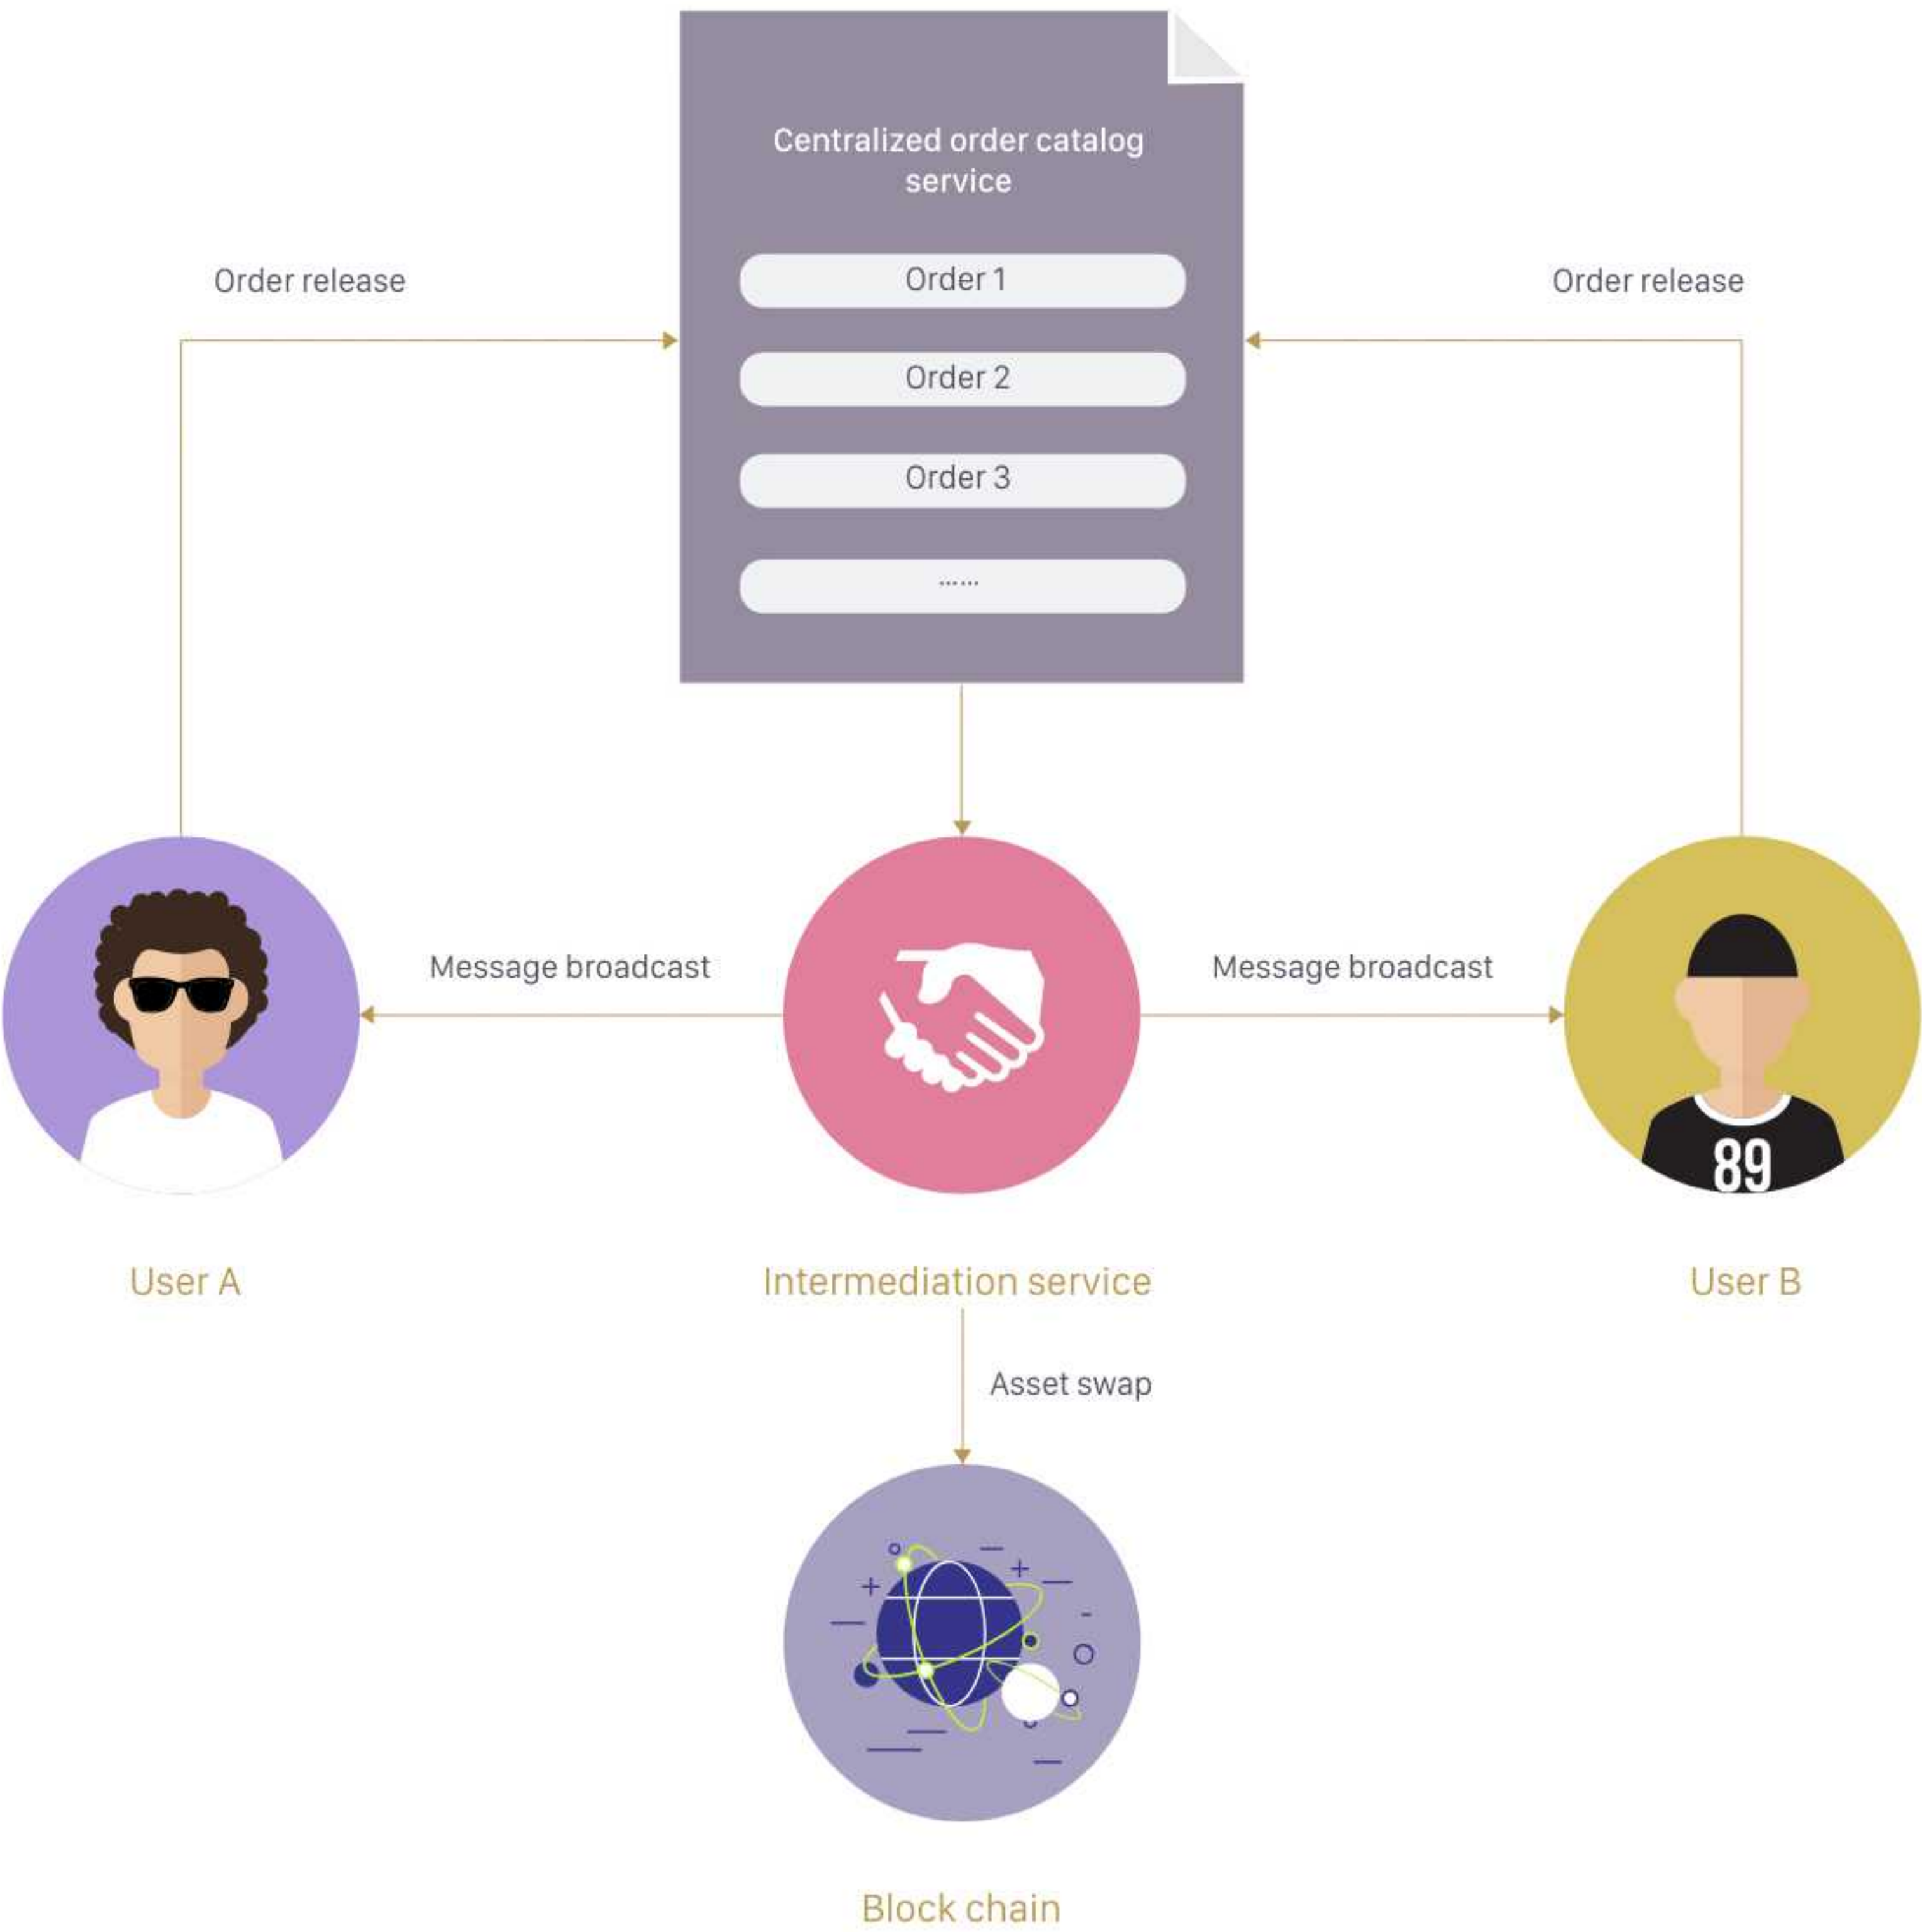 Centralized order catalog
service
Order release
Order 1
Order release
Order 2
Order 3
......
Message broadcast
Message broadcast
89
User A
Intermediation service
User B
Asset swap
Block chain